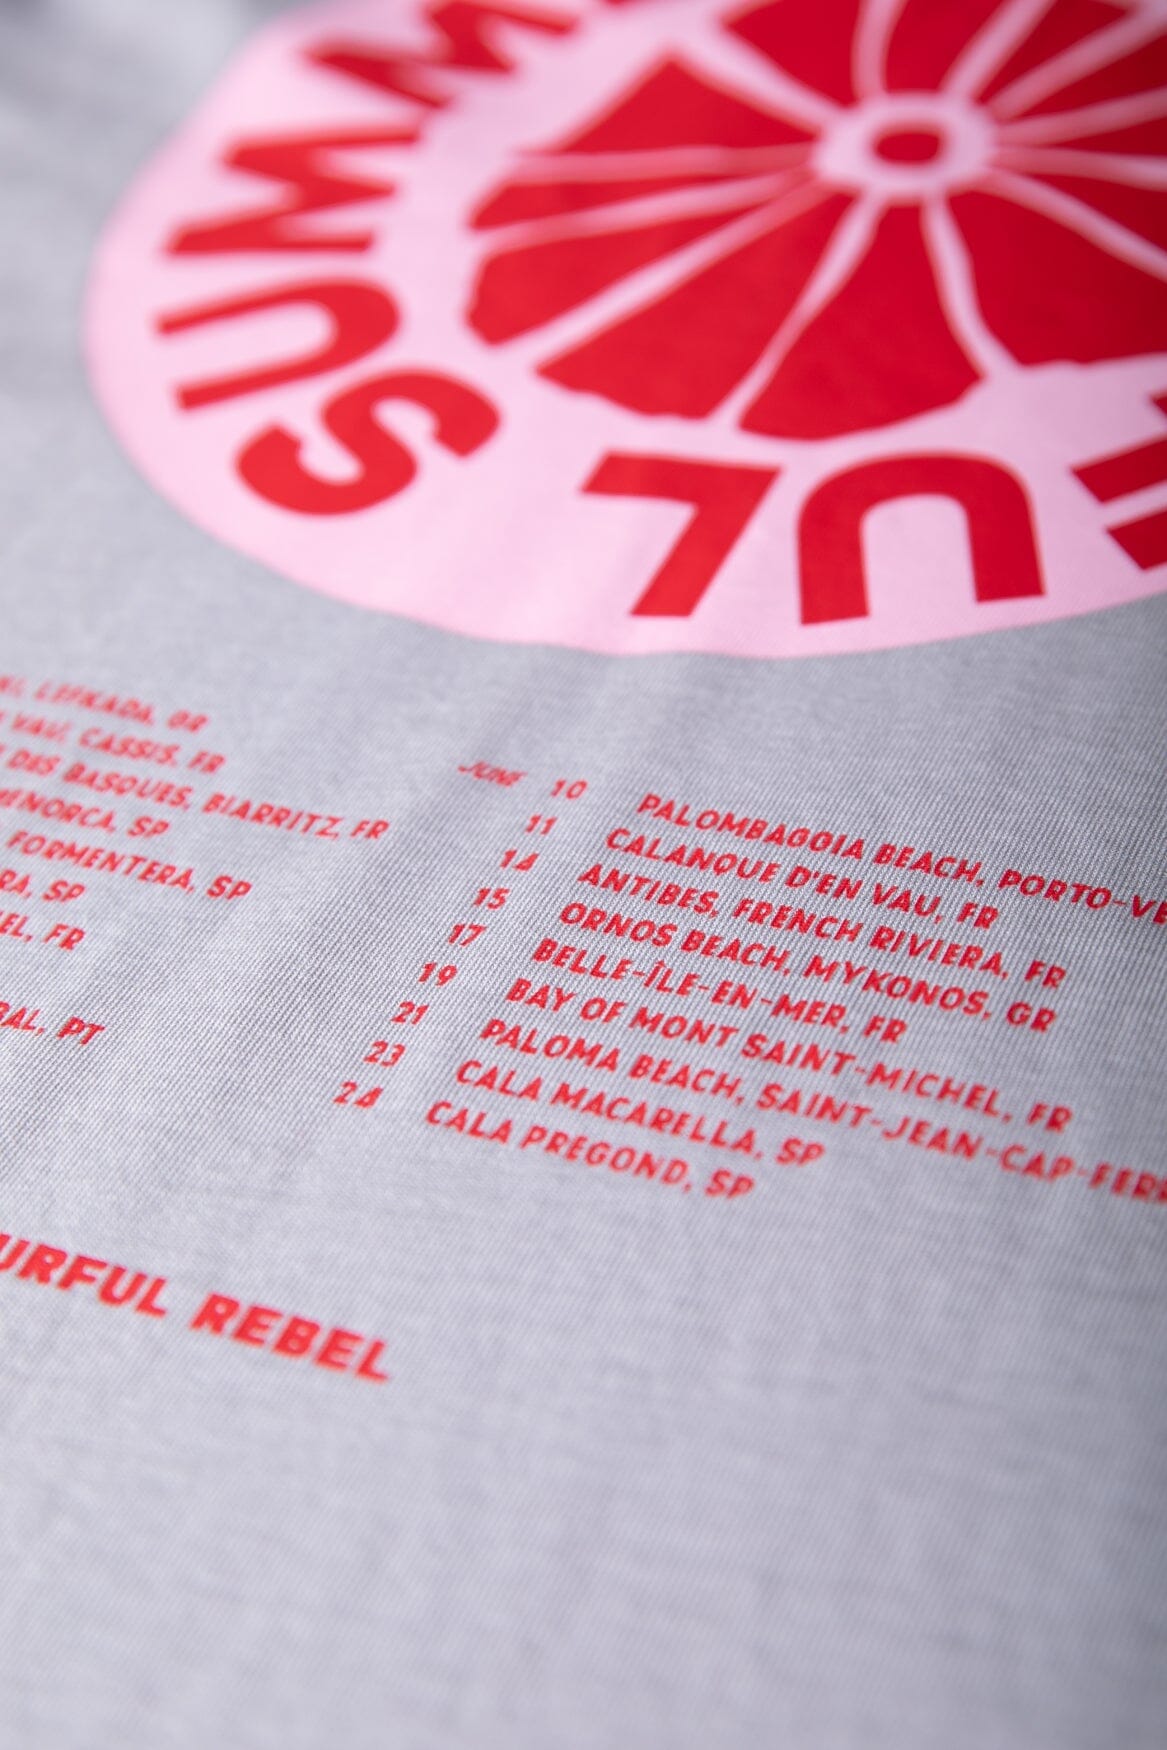 SUMM
UL
LEFKADA, GR
VAU, CASSIS, FR
DES BASQUES, BIARRITZ, FR
MENORCA, SP
FORMENTERA, SP
RA, SP
EL, FR
BAL, PT
JUNE 10 PALOMBAGGIA BEACH, PORTO-VE
11 CALANQUE D'EN VAU, FR
14 ANTIBES, FRENCH RIVIERA, FR
15 ORNOS BEACH, MYKONOS, GR
17 BELLE-ÎLE-EN-MER, FR
19 BAY OF MONT SAINT-MICHEL, FR
21 PALOMA BEACH, SAINT-JEAN-CAP-FERR
23 CALA MACARELLA, SP
24 CALA PREGOND, SP
URFUL REBEL